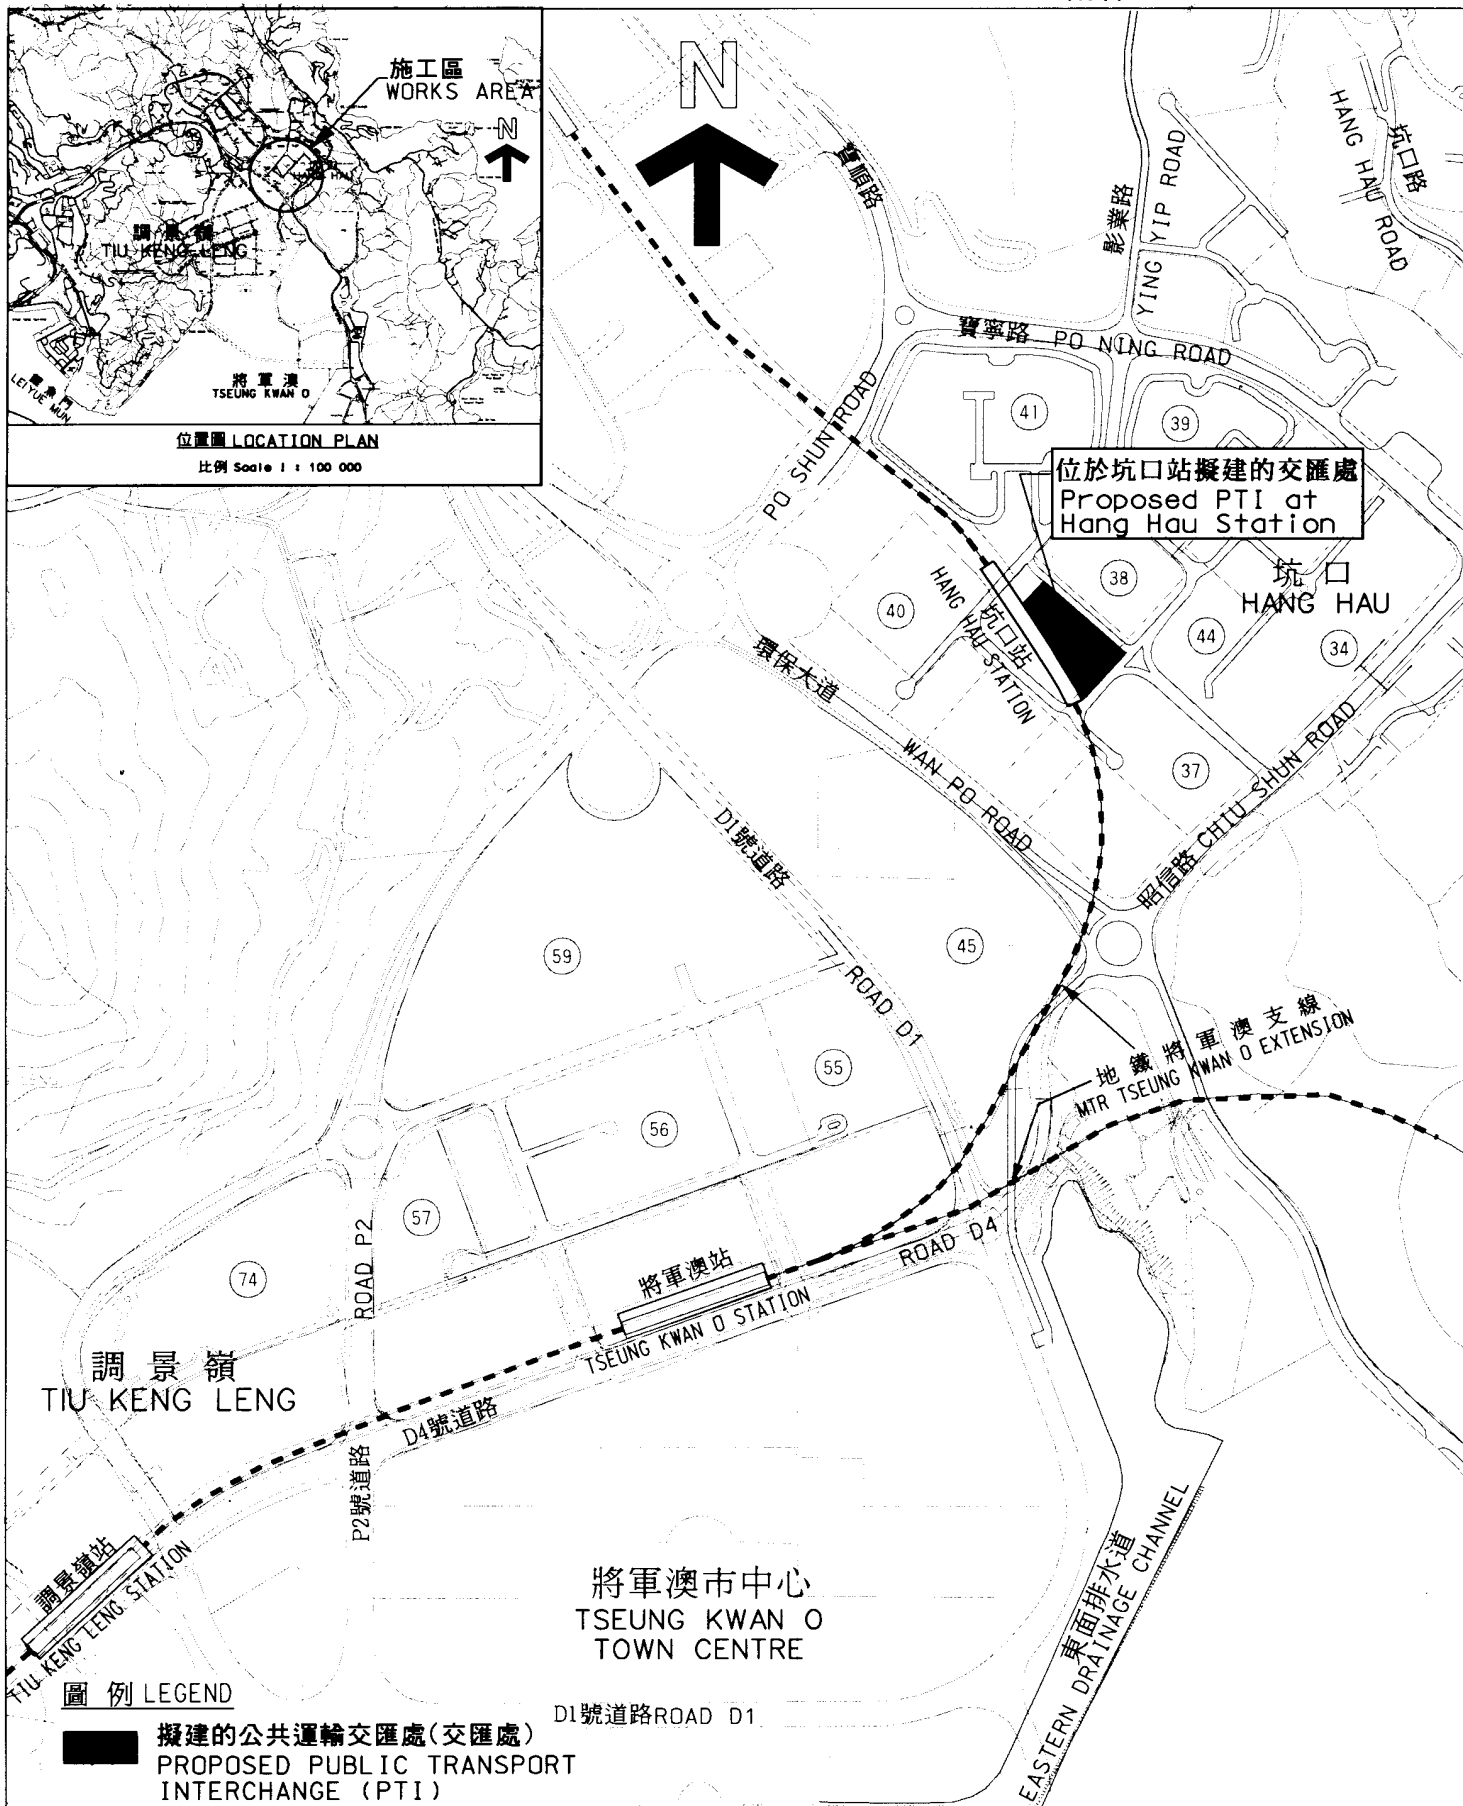 施工區
WORKS AREA
N
調景嶺
TIU KENG LENG
鯉魚門
LEI YUE MUN
將軍澳
TSEUNG KWAN O
位置圖 LOCATION PLAN
比例 Scale 1 : 100 000
N
寶順路
PO SHUN ROAD
影業路
YING YIP ROAD
坑口路
HANG HAU ROAD
寶寧路 PO NING ROAD
41
39
位於坑口站擬建的交匯處
Proposed PTI at
Hang Hau Station
38
坑口
HANG HAU
40
坑口站
HANG HAU STATION
44
34
環保大道
WAN PO ROAD
37
昭信路 CHIU SHUN ROAD
D1號道路
ROAD D1
59
45
地鐵將軍澳支線
MTR TSEUNG KWAN O EXTENSION
55
56
57
74
ROAD P2
P2號道路
將軍澳站
TSEUNG KWAN O STATION
ROAD D4
D4號道路
調景嶺
TIU KENG LENG
調景嶺站
TIU KENG LENG STATION
將軍澳市中心
TSEUNG KWAN O
TOWN CENTRE
東面排水道
EASTERN DRAINAGE CHANNEL
D1號道路ROAD D1
圖例 LEGEND
擬建的公共運輸交匯處(交匯處)
PROPOSED PUBLIC TRANSPORT
INTERCHANGE (PTI)